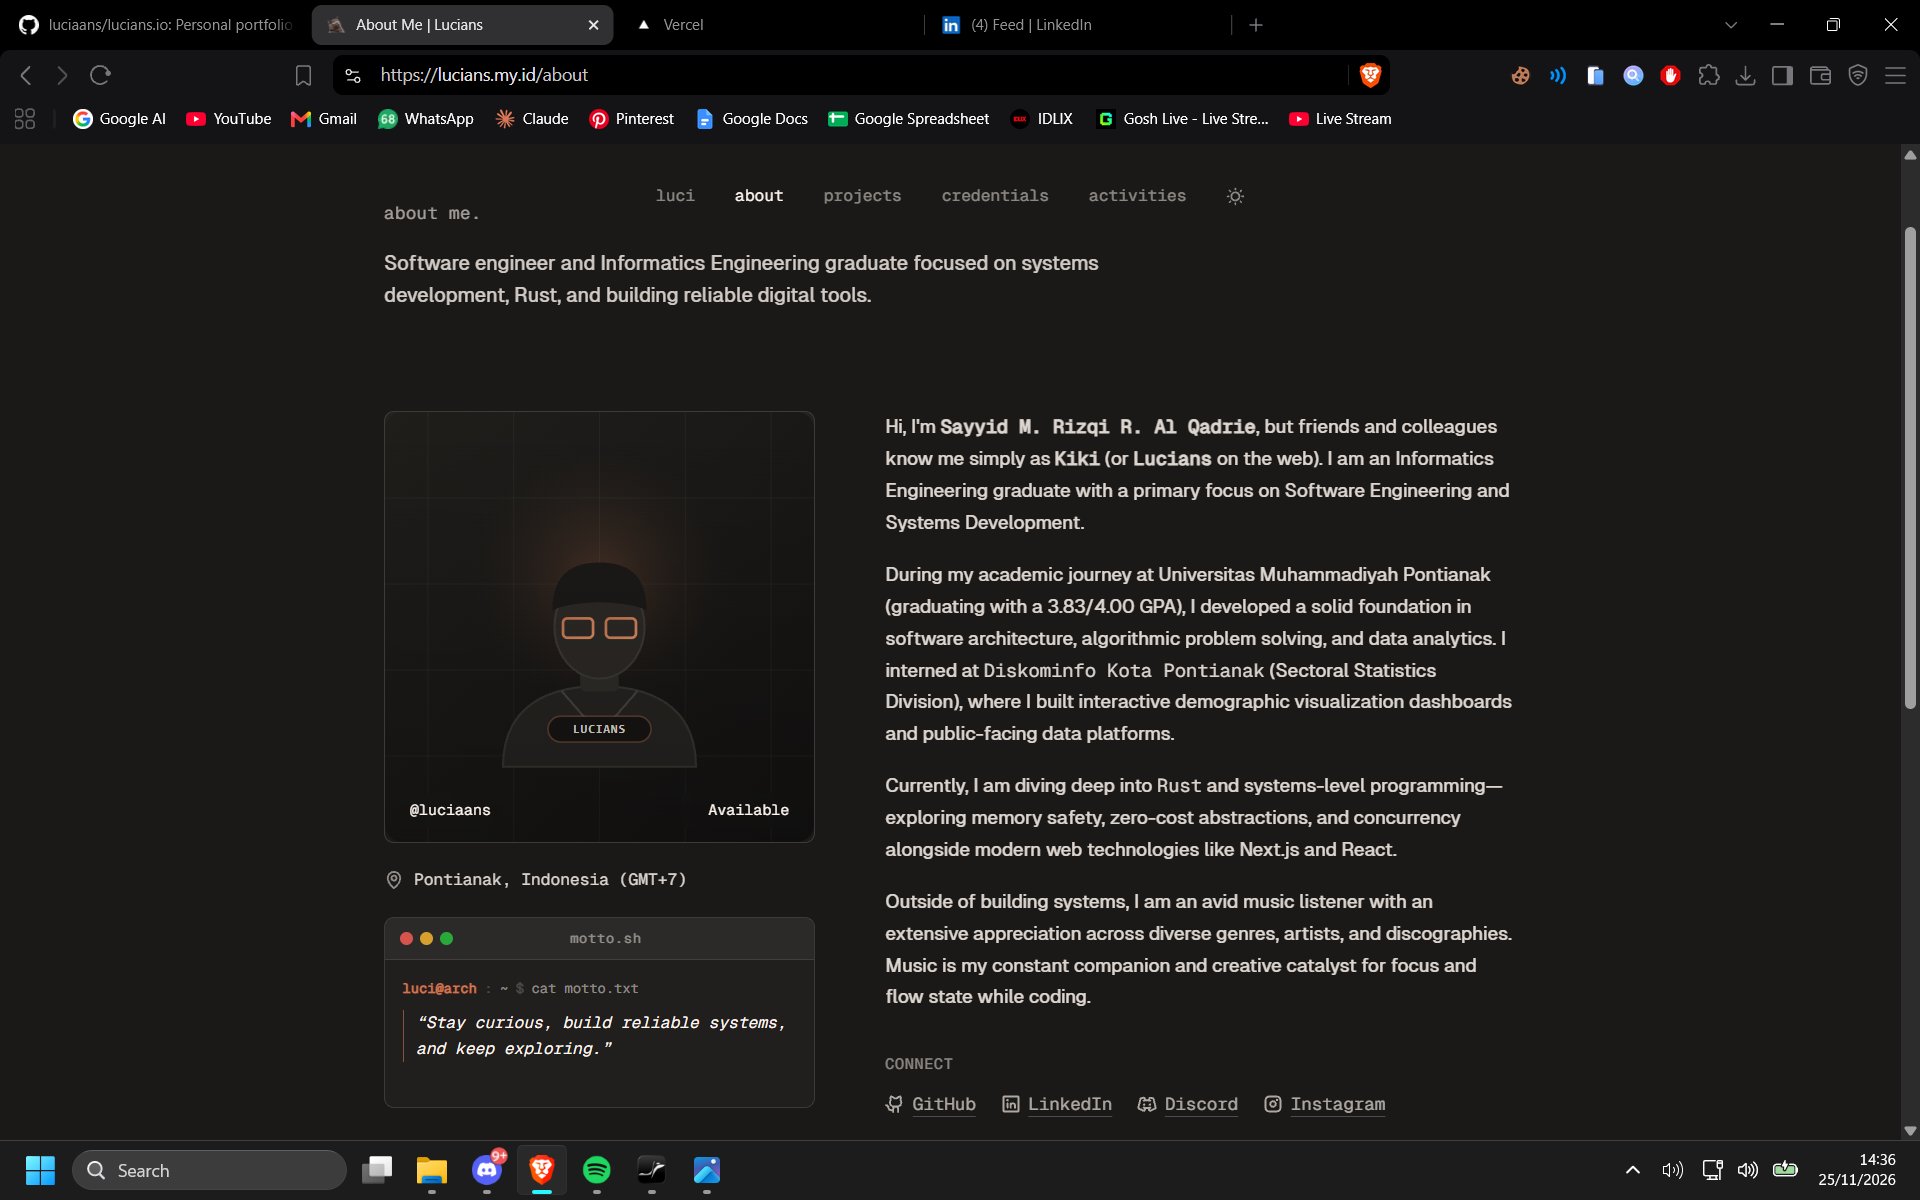 luciaans/lucians.io: Personal portfolio
About Me | Lucians
Vercel
(4) Feed | LinkedIn
https://lucians.my.id/about
Google AI
YouTube
Gmail
68
WhatsApp
Claude
Pinterest
Google Docs
Google Spreadsheet
IDLIX
Gosh Live - Live Stre...
Live Stream
luci
about
projects
credentials
activities
about me.
Software engineer and Informatics Engineering graduate focused on systems
development, Rust, and building reliable digital tools.
LUCIANS
@luciaans
Available
Pontianak, Indonesia (GMT+7)
motto.sh
luci@arch : ~ $ cat motto.txt
“Stay curious, build reliable systems,
and keep exploring.”
Hi, I'm Sayyid M. Rizqi R. Al Qadrie, but friends and colleagues
know me simply as Kiki (or Lucians on the web). I am an Informatics
Engineering graduate with a primary focus on Software Engineering and
Systems Development.
During my academic journey at Universitas Muhammadiyah Pontianak
(graduating with a 3.83/4.00 GPA), I developed a solid foundation in
software architecture, algorithmic problem solving, and data analytics. I
interned at Diskominfo Kota Pontianak (Sectoral Statistics
Division), where I built interactive demographic visualization dashboards
and public-facing data platforms.
Currently, I am diving deep into Rust and systems-level programming—
exploring memory safety, zero-cost abstractions, and concurrency
alongside modern web technologies like Next.js and React.
Outside of building systems, I am an avid music listener with an
extensive appreciation across diverse genres, artists, and discographies.
Music is my constant companion and creative catalyst for focus and
flow state while coding.
CONNECT
GitHub
LinkedIn
Discord
Instagram
Search
9+
14:36
25/11/2026